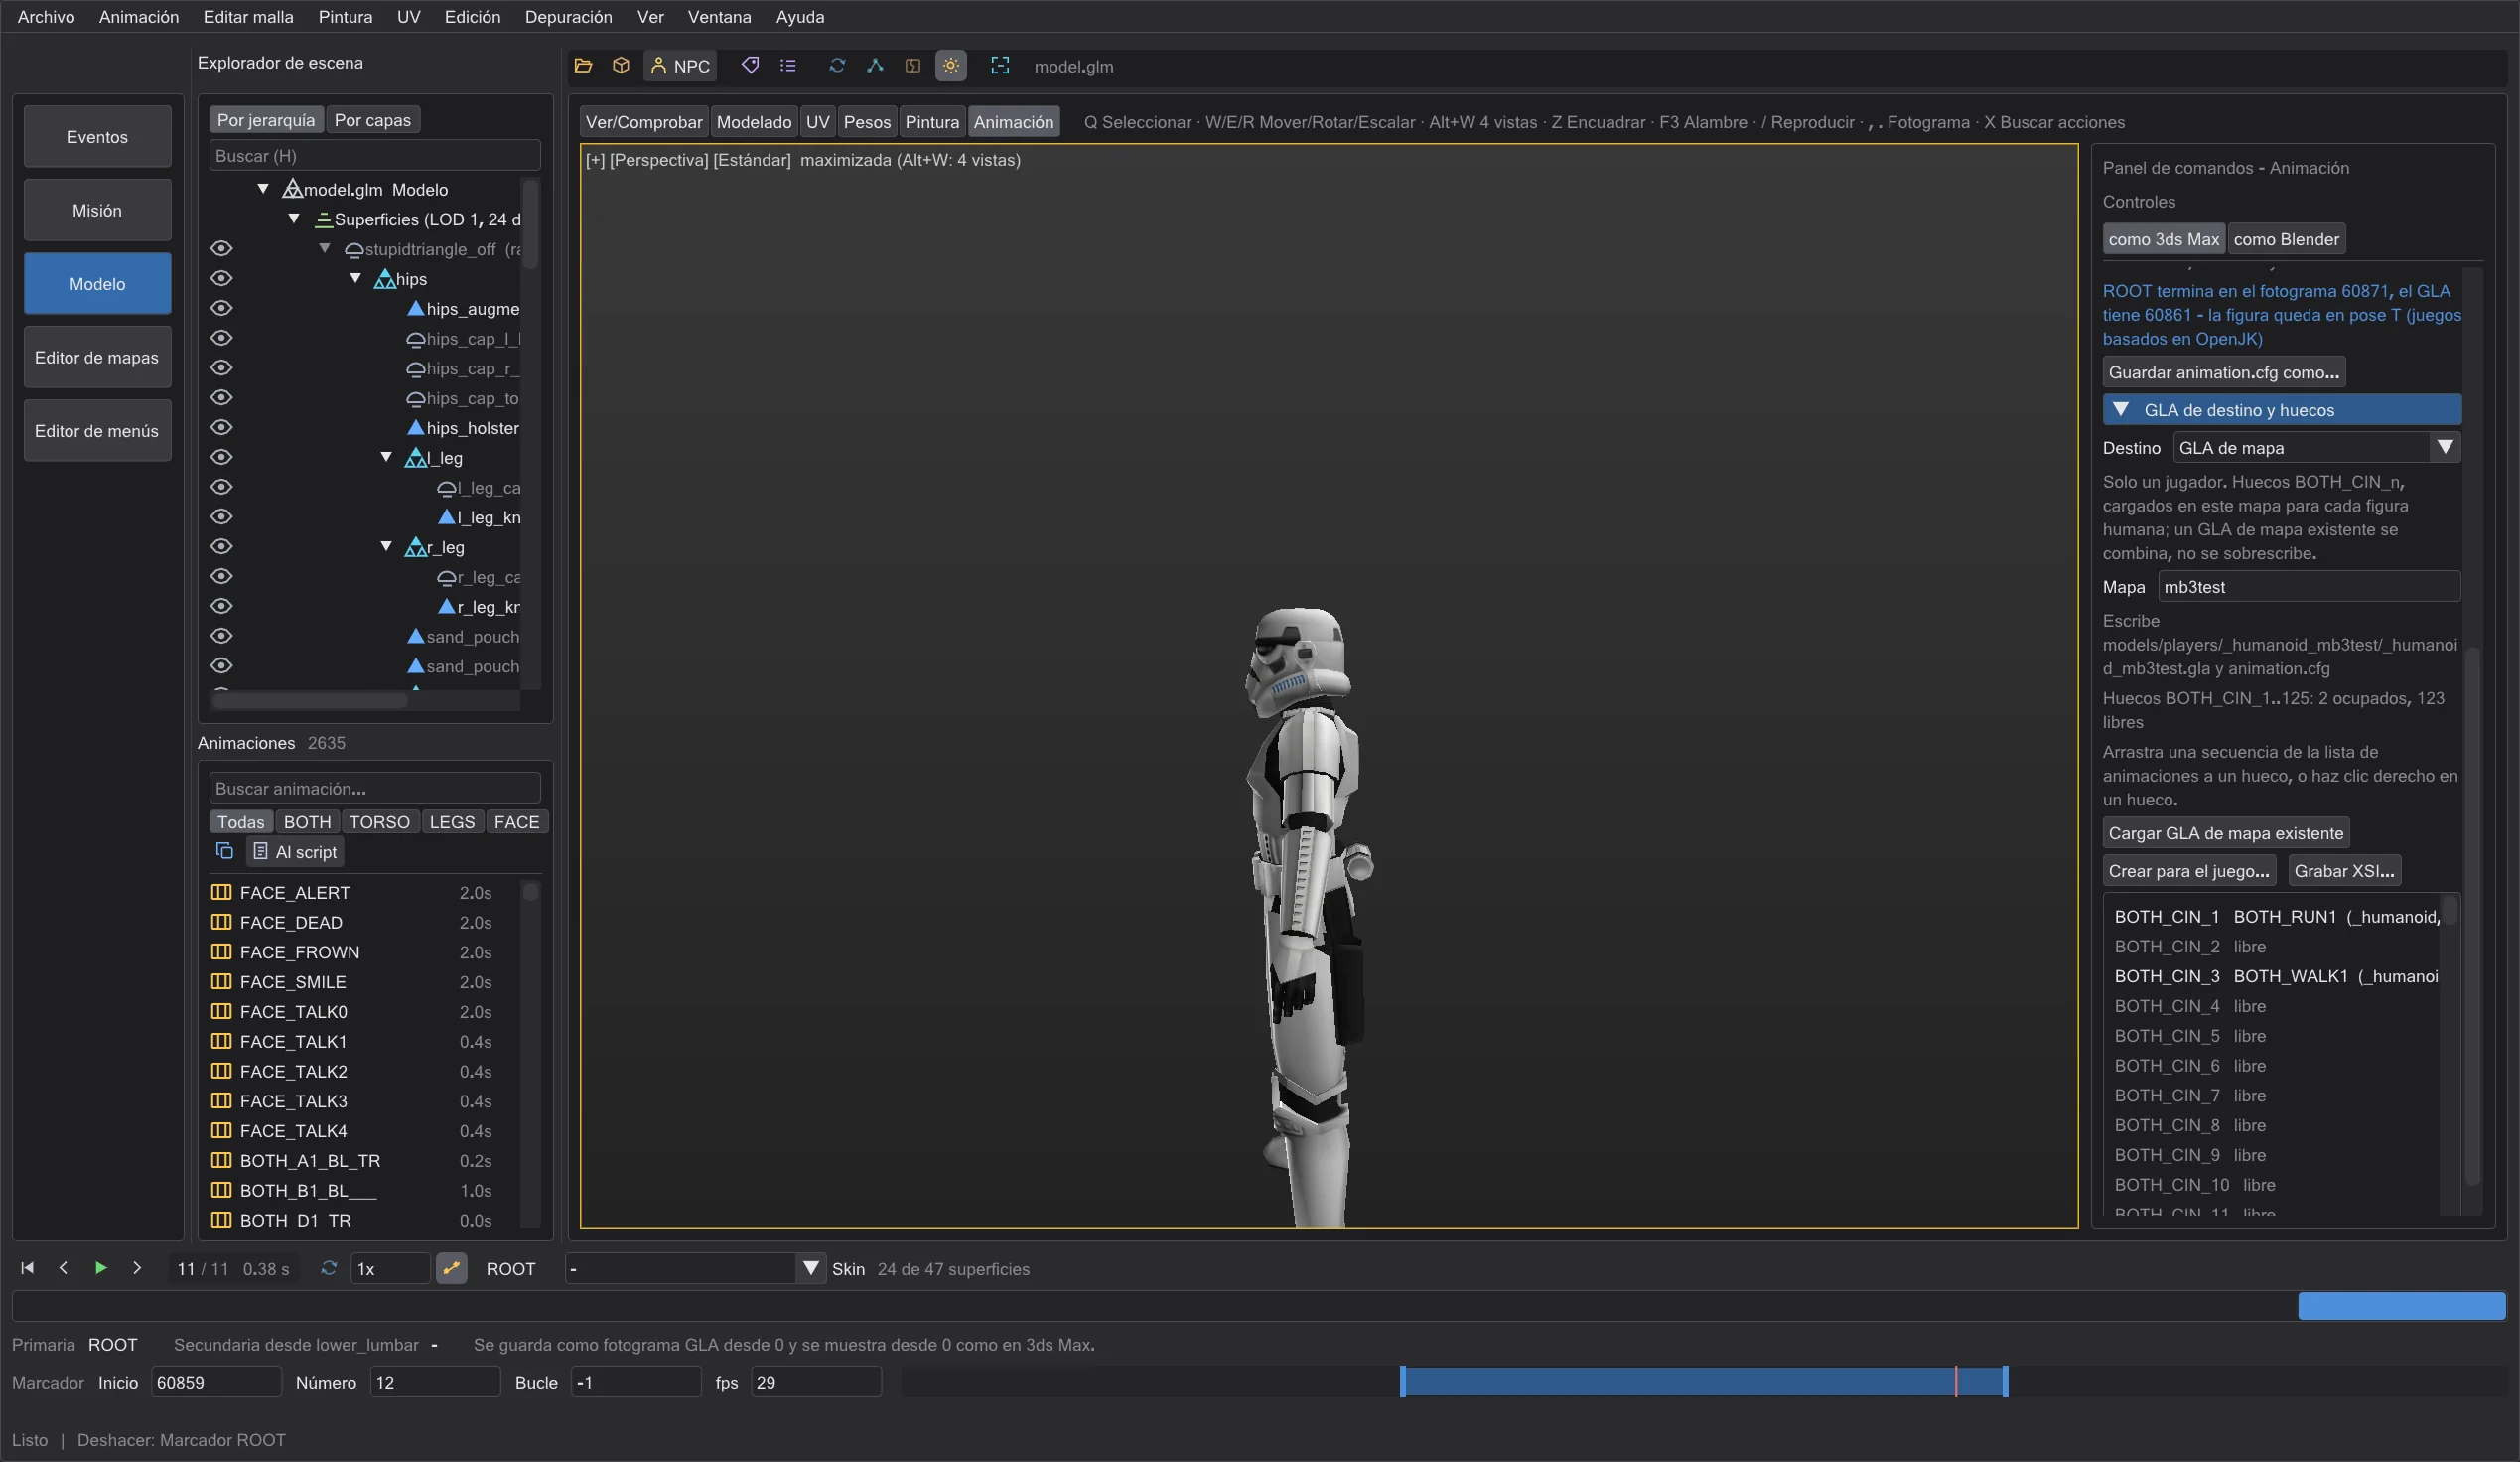 Archivo Animación Editar malla Pintura UV Edición Depuración Ver Ventana Ayuda
Explorador de escena
NPC
model.glm
Eventos
Misión
Modelo
Editor de mapas
Editor de menús
Por jerarquía Por capas
Buscar (H)
model.glm Modelo
Superficies (LOD 1, 24 d
stupidtriangle_off (ra
hips
hips_augme
hips_cap_l_l
hips_cap_r_
hips_cap_to
hips_holster
l_leg
l_leg_ca
l_leg_kn
r_leg
r_leg_ca
r_leg_kn
sand_pouch
sand_pouch
Animaciones 2635
Buscar animación...
Todas BOTH TORSO LEGS FACE
AI script
FACE_ALERT 2.0s
FACE_DEAD 2.0s
FACE_FROWN 2.0s
FACE_SMILE 2.0s
FACE_TALK0 2.0s
FACE_TALK1 0.4s
FACE_TALK2 0.4s
FACE_TALK3 0.4s
FACE_TALK4 0.4s
BOTH_A1_BL_TR 0.2s
BOTH_B1_BL___ 1.0s
BOTH_D1_TR 0.0s
Ver/Comprobar Modelado UV Pesos Pintura Animación
Q Seleccionar · W/E/R Mover/Rotar/Escalar · Alt+W 4 vistas · Z Encuadrar · F3 Alambre · / Reproducir · , . Fotograma · X Buscar acciones
[+] [Perspectiva] [Estándar] maximizada (Alt+W: 4 vistas)
Panel de comandos - Animación
Controles
como 3ds Max como Blender
ROOT termina en el fotograma 60871, el GLA
tiene 60861 - la figura queda en pose T (juegos
basados en OpenJK)
Guardar animation.cfg como...
GLA de destino y huecos
Destino GLA de mapa
Solo un jugador. Huecos BOTH_CIN_n,
cargados en este mapa para cada figura
humana; un GLA de mapa existente se
combina, no se sobrescribe.
Mapa mb3test
Escribe
models/players/_humanoid_mb3test/_humanoi
d_mb3test.gla y animation.cfg
Huecos BOTH_CIN_1..125: 2 ocupados, 123
libres
Arrastra una secuencia de la lista de
animaciones a un hueco, o haz clic derecho en
un hueco.
Cargar GLA de mapa existente
Crear para el juego... Grabar XSI...
BOTH_CIN_1 BOTH_RUN1 (_humanoid,
BOTH_CIN_2 libre
BOTH_CIN_3 BOTH_WALK1 (_humanoi
BOTH_CIN_4 libre
BOTH_CIN_5 libre
BOTH_CIN_6 libre
BOTH_CIN_7 libre
BOTH_CIN_8 libre
BOTH_CIN_9 libre
BOTH_CIN_10 libre
BOTH_CIN_11 libre
11 / 11 0.38 s 1x ROOT - Skin 24 de 47 superficies
Primaria ROOT Secundaria desde lower_lumbar - Se guarda como fotograma GLA desde 0 y se muestra desde 0 como en 3ds Max.
Marcador Inicio 60859 Número 12 Bucle -1 fps 29
Listo | Deshacer: Marcador ROOT